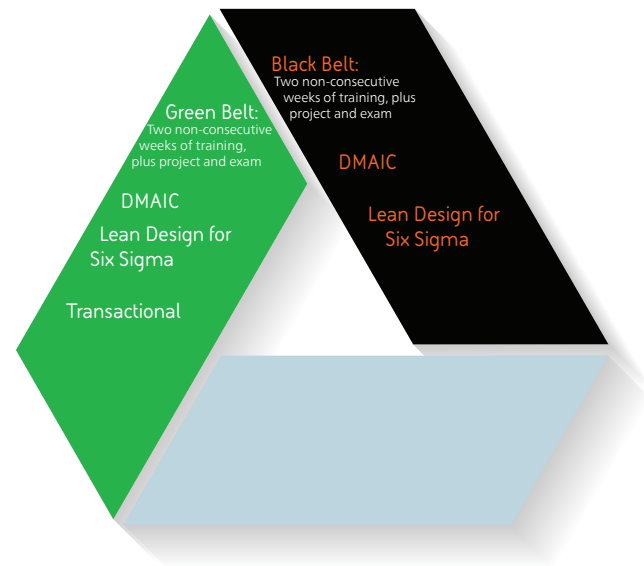 Green Belt:
Two non-consecutive
weeks of training,
plus project and exam
DMAIC
Lean Design for
Six Sigma
Transactional
Black Belt:
Two non-consecutive
weeks of training, plus
project and exam
DMAIC
Lean Design for
Six Sigma